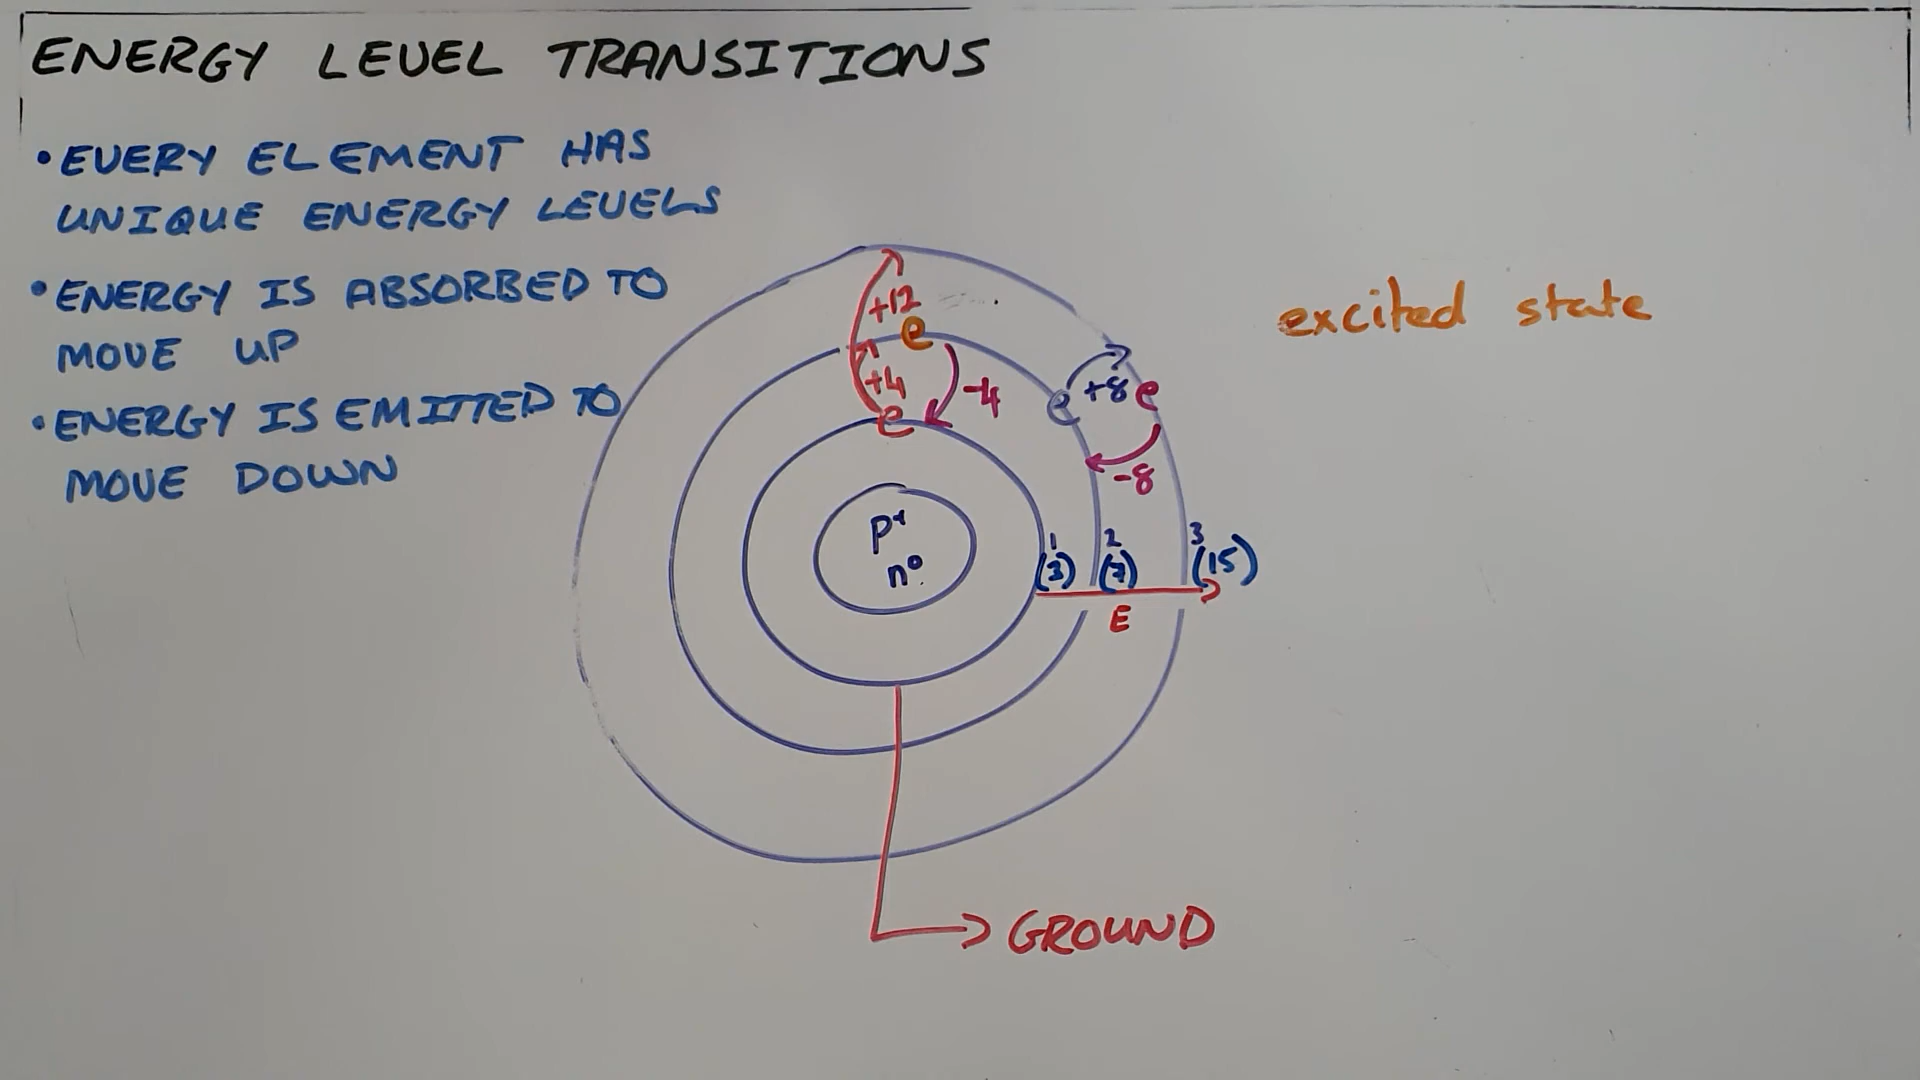 ENERGY LEVEL TRANSITIONS
• EVERY ELEMENT HAS
UNIQUE ENERGY LEVELS
• ENERGY IS ABSORBED TO
MOVE UP
• ENERGY IS EMITTED TO
MOVE DOWN
excited state
+12
e
+4
-4
e
e
+8
e
-8
p+
n°
1
2
3
(3)
(7)
(15)
E
GROUND